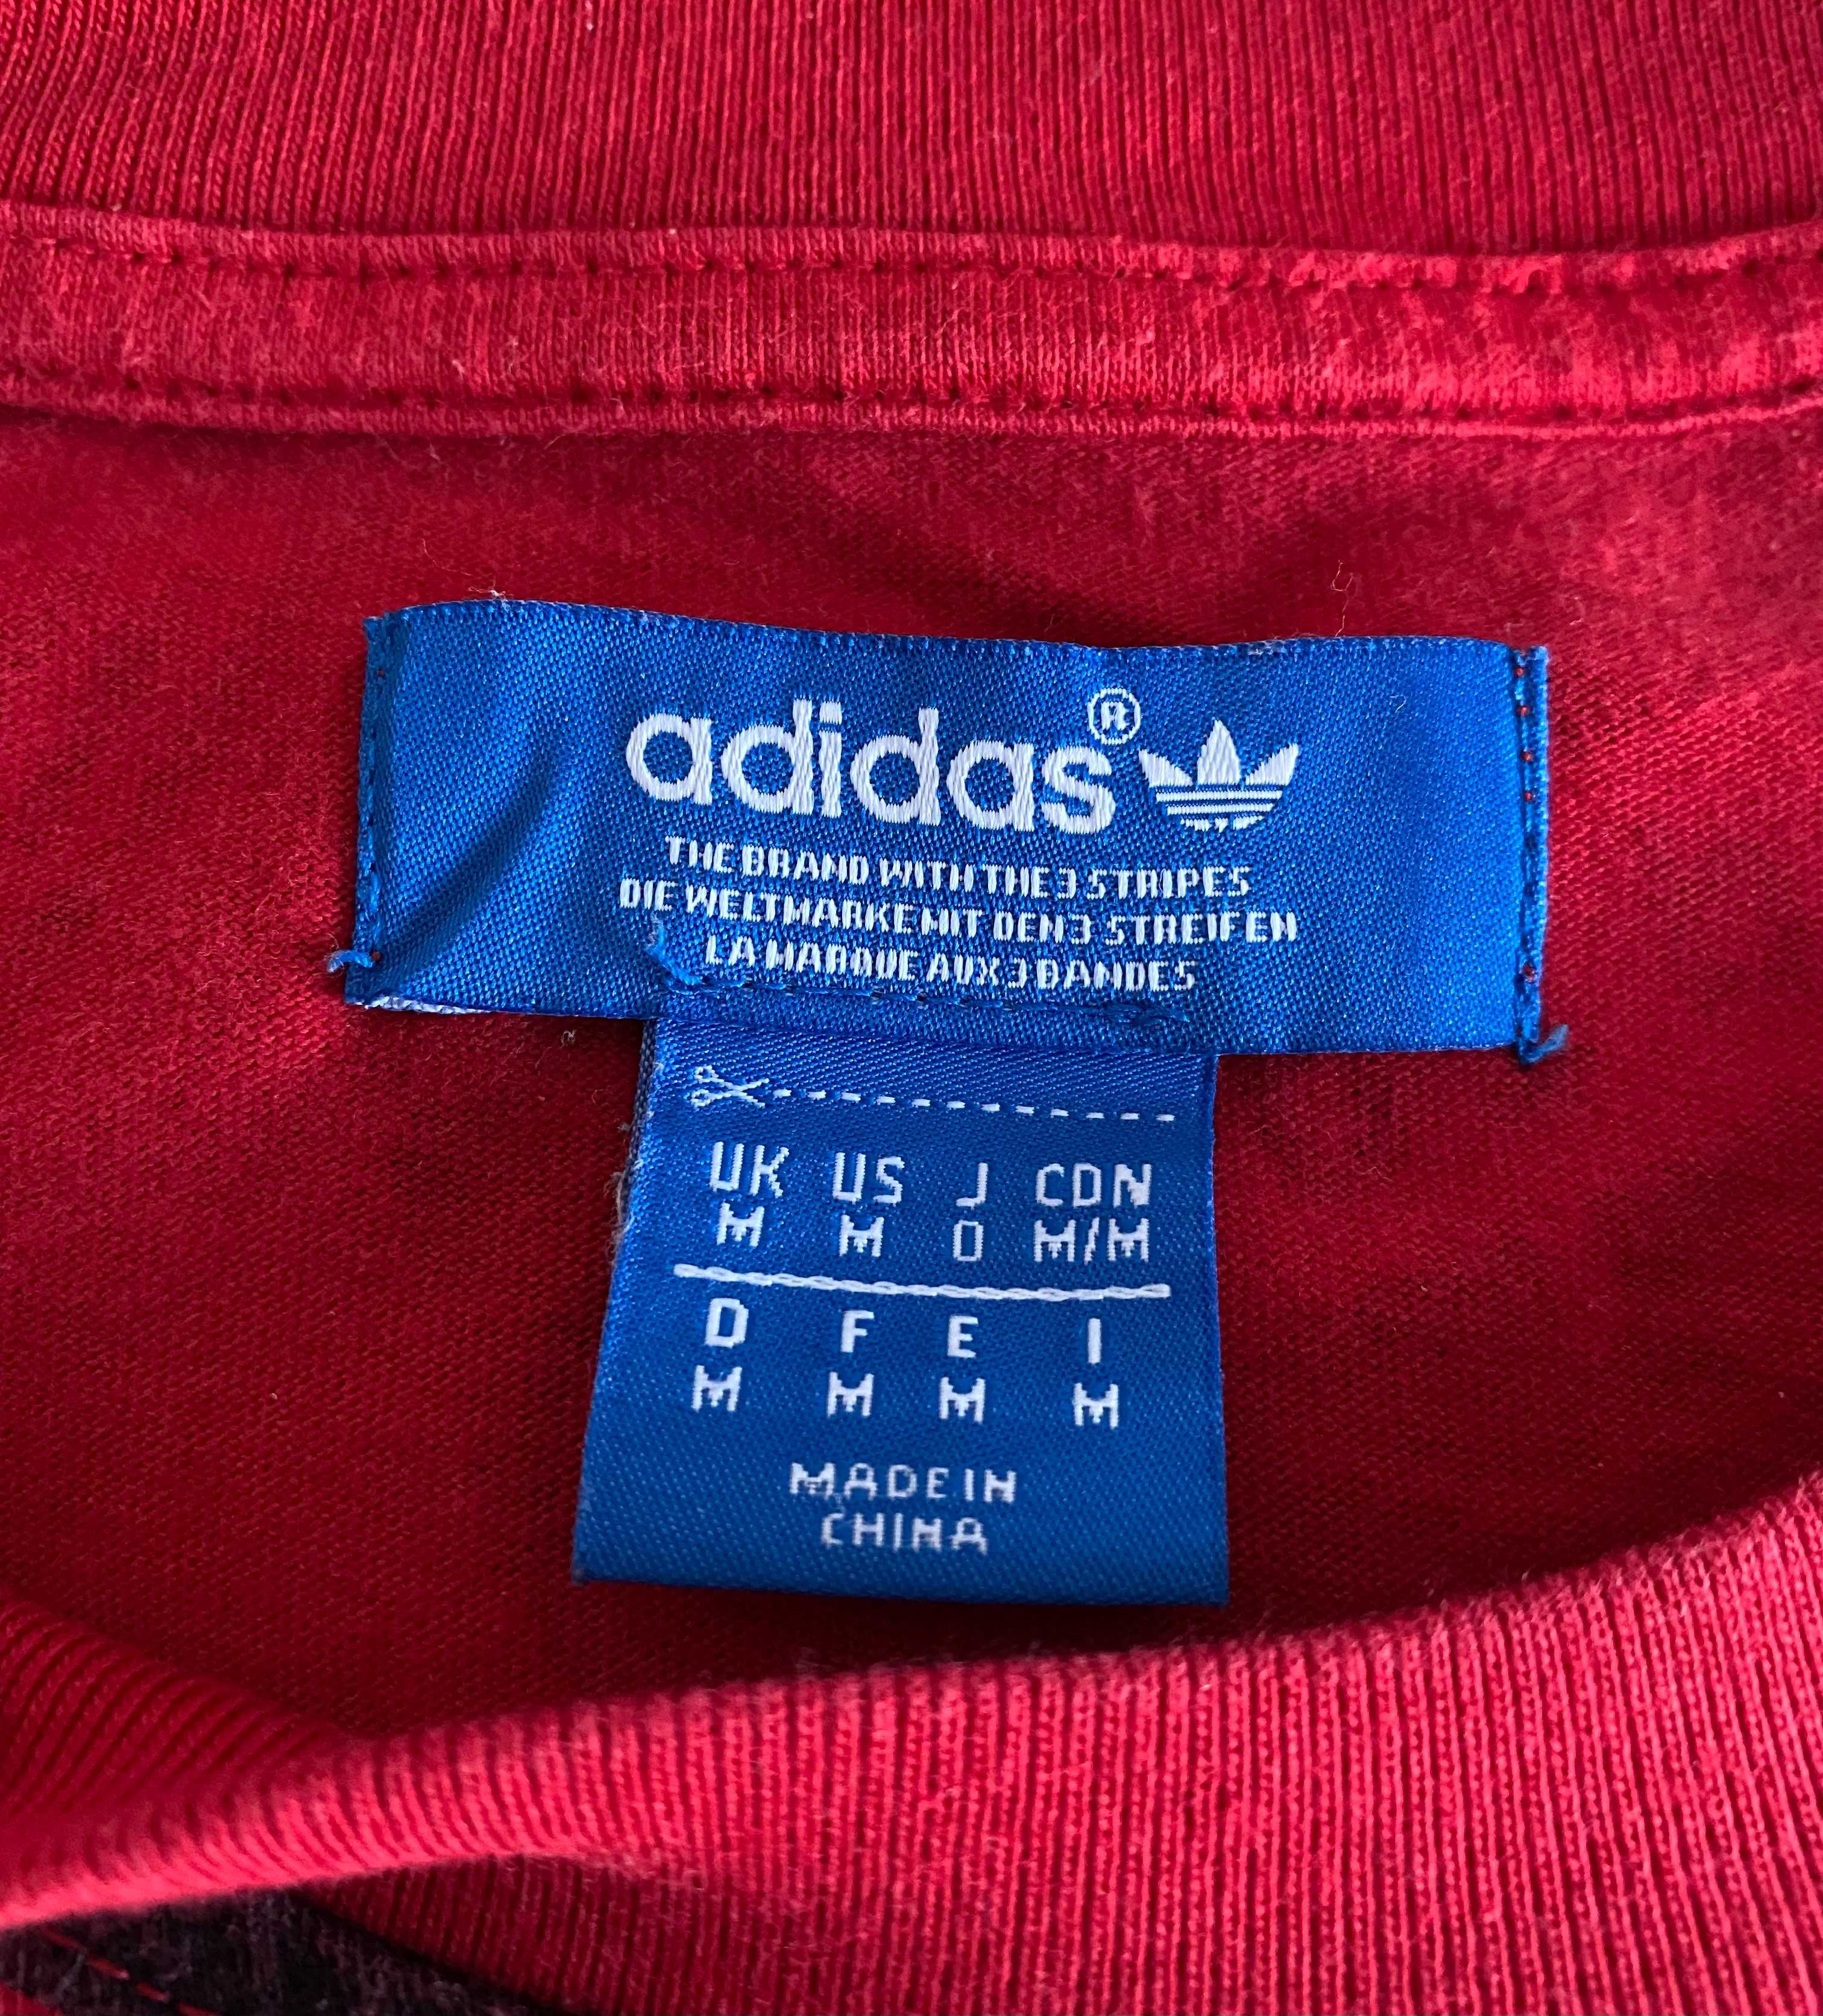 adidas®
THE BRAND WITH THE 3 STRIPES
DIE WELTMARKE MIT DEN 3 STREIFEN
LA MARQUE AUX 3 BANDES
UK US J CDN
M M O M/M
D F E I
M M M M
MADE IN
CHINA